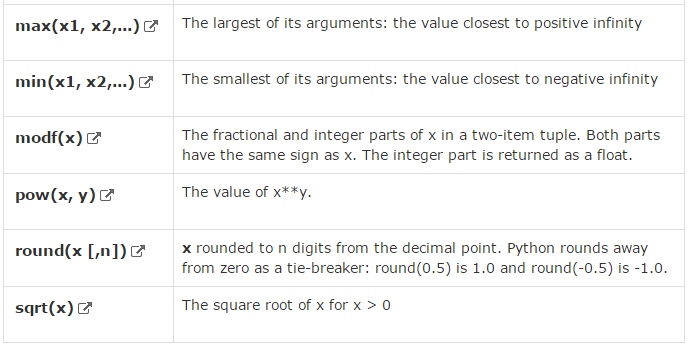 max(x1, x2,...)
The largest of its arguments: the value closest to positive infinity
min(x1, x2,...)
The smallest of its arguments: the value closest to negative infinity
modf(x)
The fractional and integer parts of x in a two-item tuple. Both parts
have the same sign as x. The integer part is returned as a float.
pow(x, y)
The value of x**y.
round(x [,n])
x rounded to n digits from the decimal point. Python rounds away
from zero as a tie-breaker: round(0.5) is 1.0 and round(-0.5) is -1.0.
sqrt(x)
The square root of x for x > 0